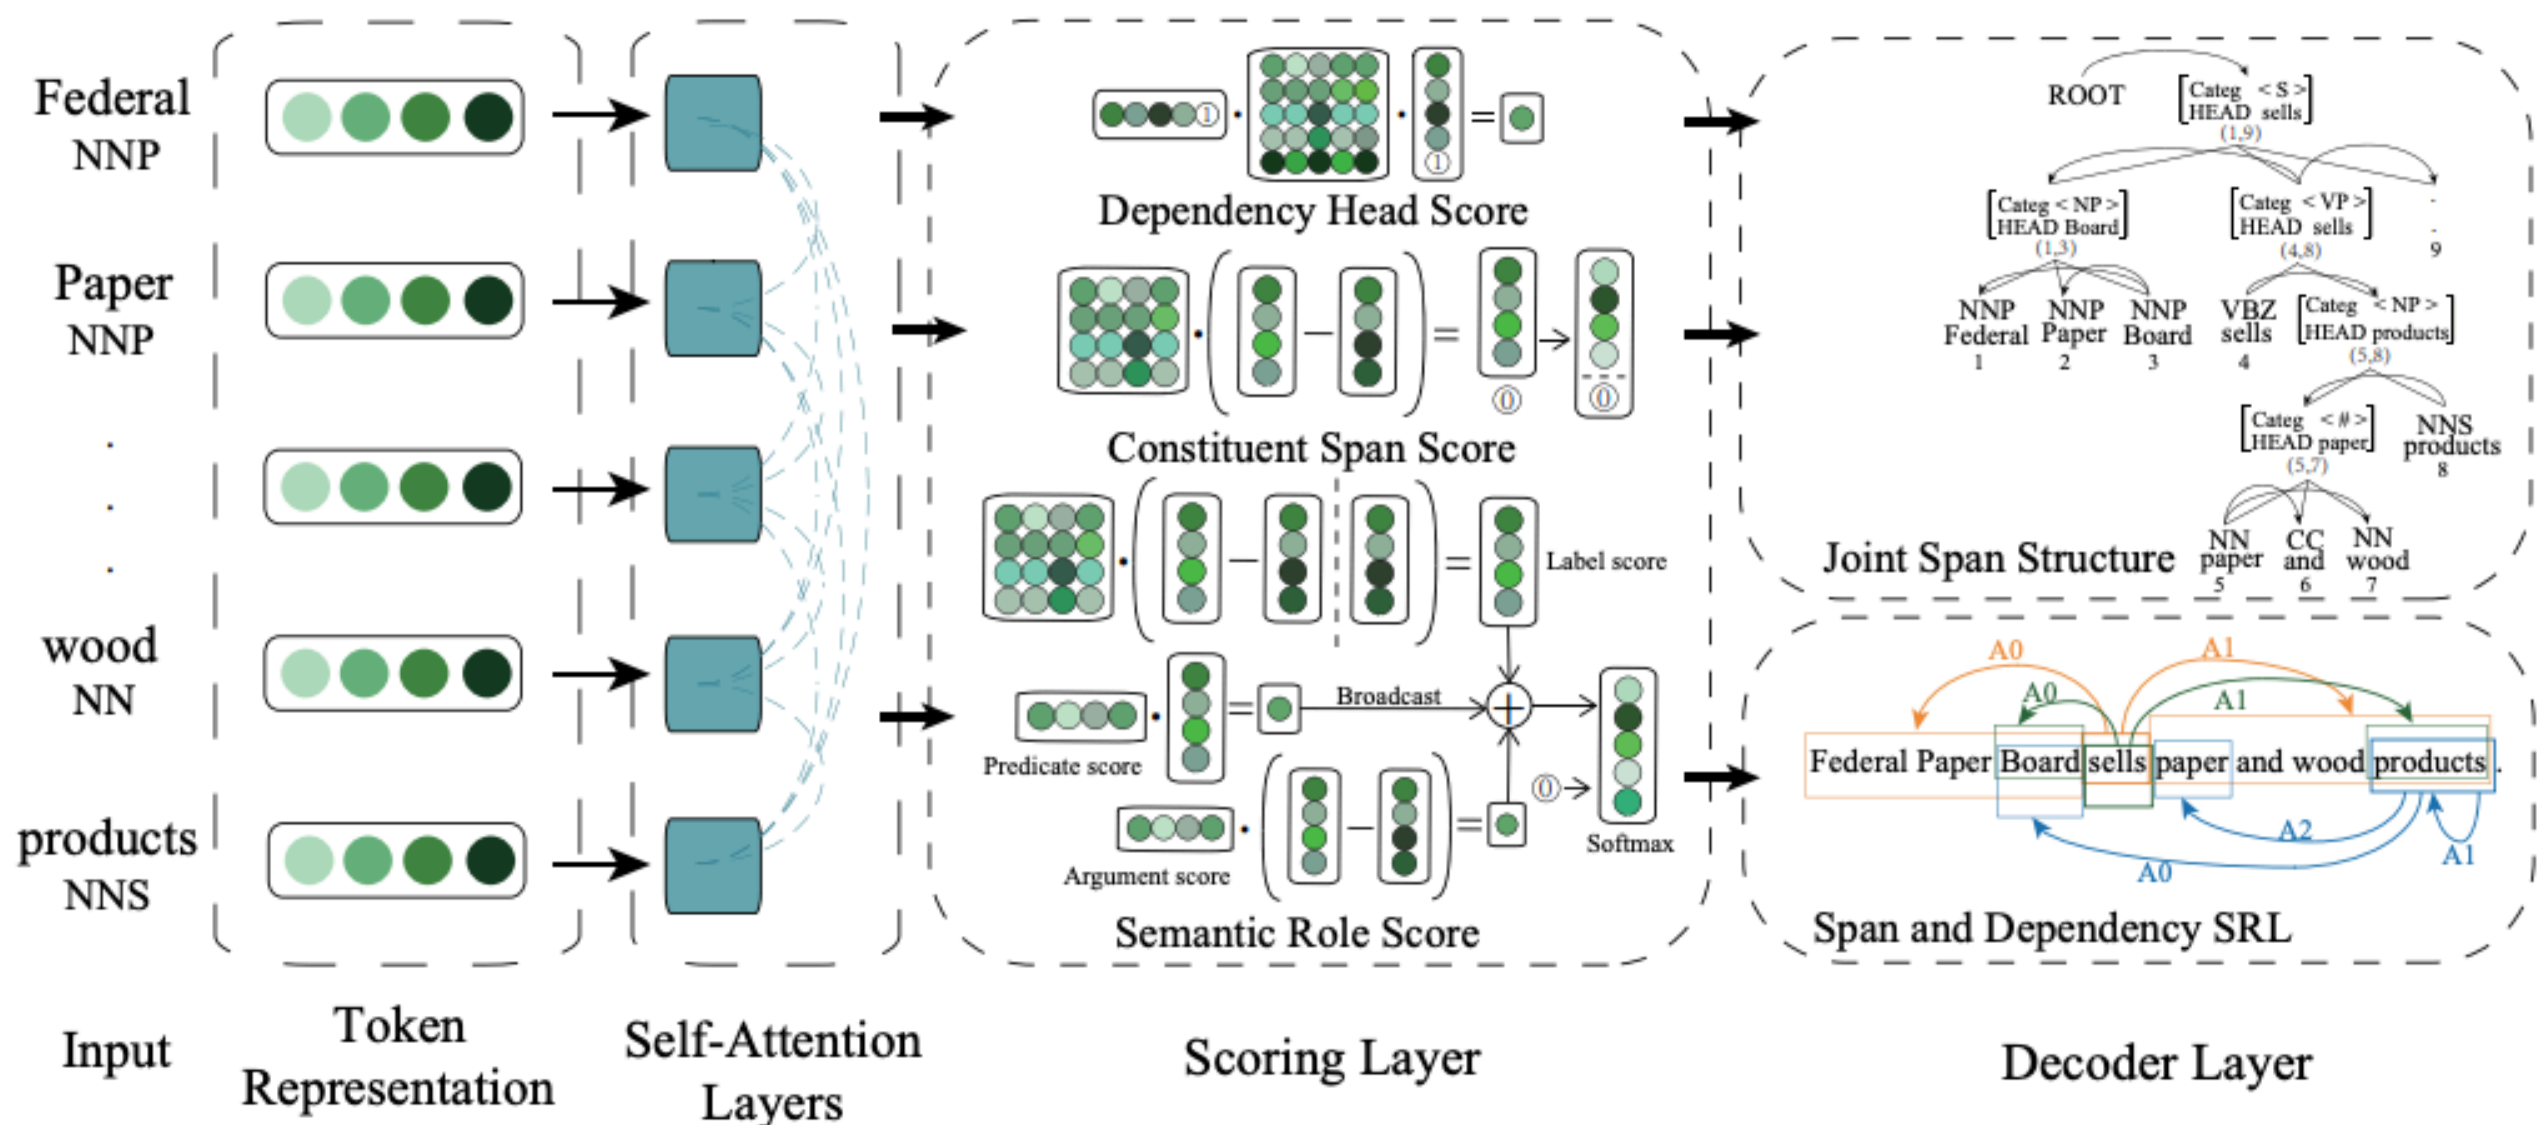 Federal
NNP
Paper
NNP
.
.
.
wood
NN
products
NNS
Input
Token
Representation
Self-Attention
Layers
1
1
Dependency Head Score
0
0
Constituent Span Score
Label score
Broadcast
Predicate score
0
Softmax
Argument score
Semantic Role Score
Scoring Layer
ROOT
Categ < S >
HEAD sells
(1,9)
Categ < NP >
HEAD Board
(1,3)
Categ < VP >
HEAD sells
(4,8)
.
.
9
NNP NNP NNP
Federal Paper Board
1 2 3
VBZ
sells
4
Categ < NP >
HEAD products
(5,8)
Categ < # >
HEAD paper
(5,7)
NNS
products
8
NN CC NN
paper and wood
5 6 7
Joint Span Structure
A0 A1
A0 A1
Federal Paper Board sells paper and wood products .
A2
A1
A0
Span and Dependency SRL
Decoder Layer